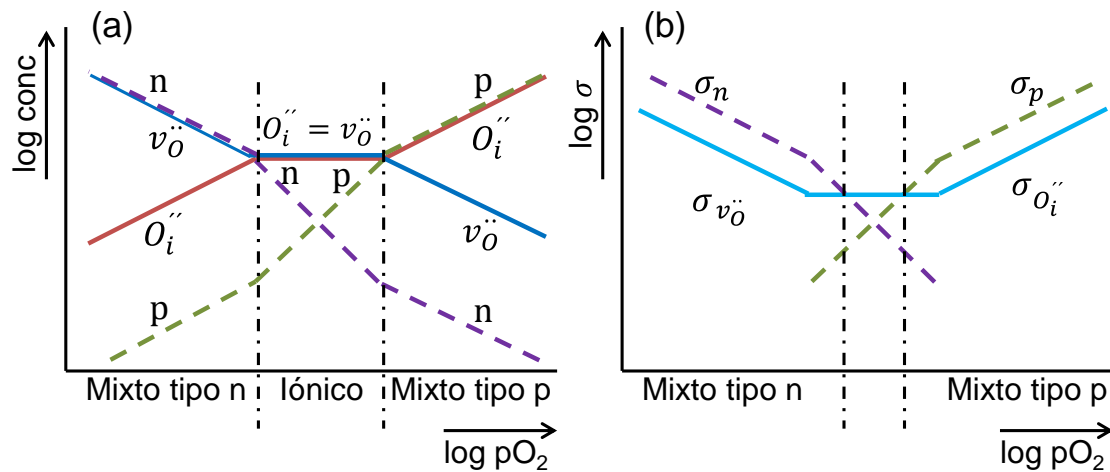 (a)
log conc
n
v_O^{..}
O_i^{''}
p
O_i^{''} = v_O^{..}
n
p
p
O_i^{''}
v_O^{..}
n
Mixto tipo n
Iónico
Mixto tipo p
log pO₂
(b)
log σ
σ_n
σ_{v_O^{..}}
σ_p
σ_{O_i^{''}}
Mixto tipo n
Mixto tipo p
log pO₂